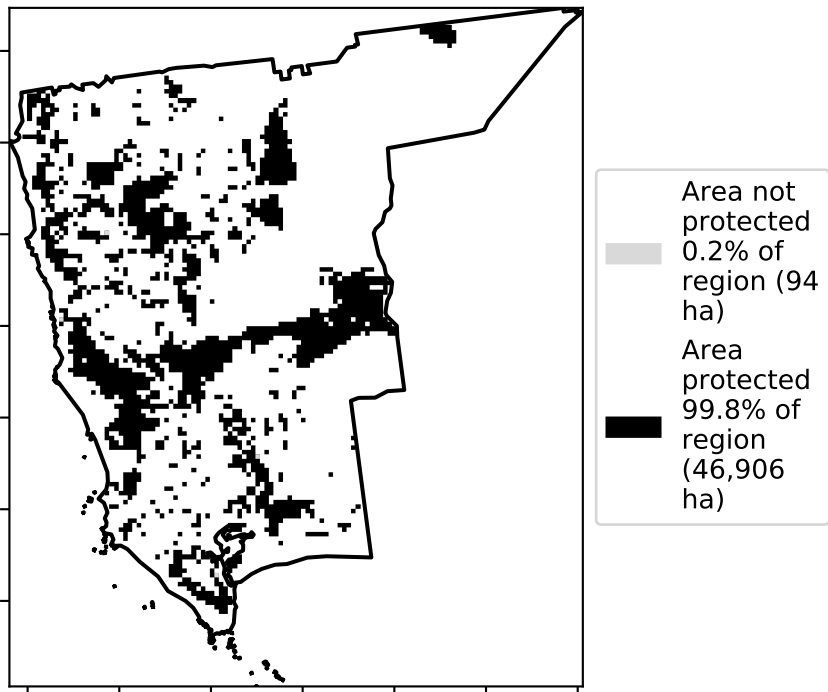 Area not
protected
0.2% of
region (94
ha)
Area
protected
99.8% of
region
(46,906
ha)